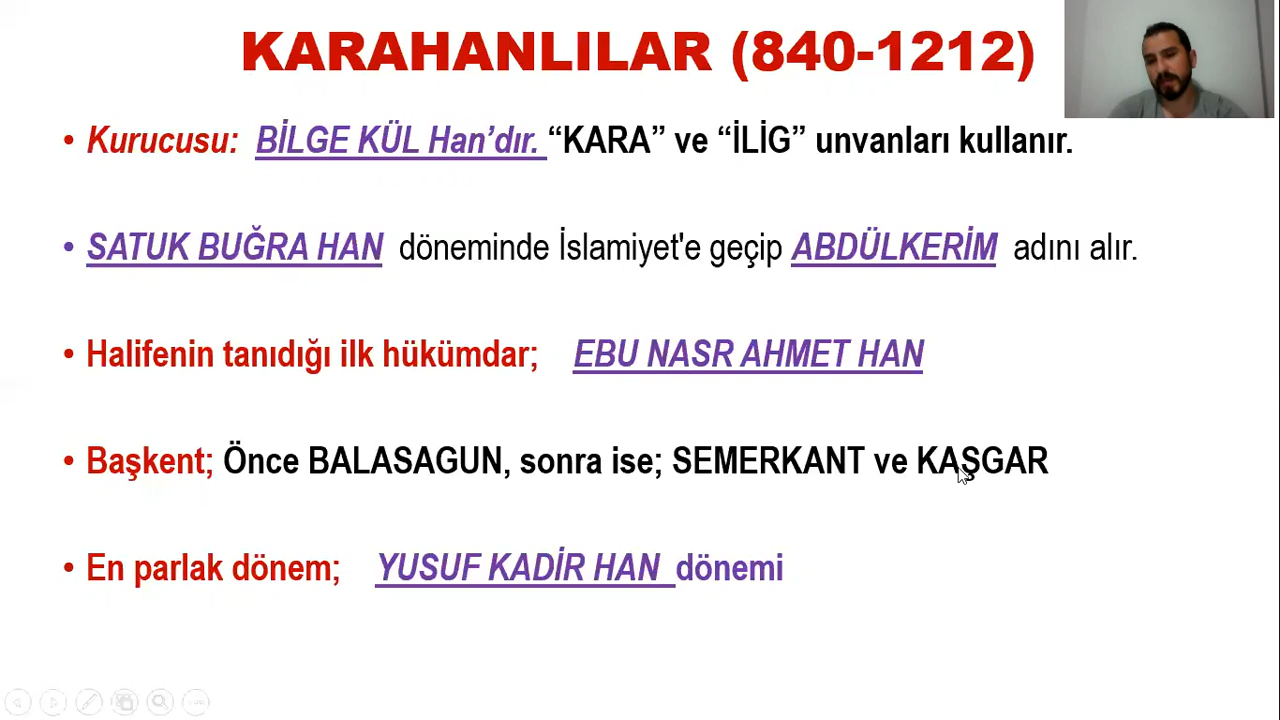 KARAHANLILAR (840-1212)
• Kurucusu: BİLGE KÜL Han’dır. “KARA” ve “İLİG” unvanları kullanır.
• SATUK BUĞRA HAN döneminde İslamiyet'e geçip ABDÜLKERİM adını alır.
• Halifenin tanıdığı ilk hükümdar; EBU NASR AHMET HAN
• Başkent; Önce BALASAGUN, sonra ise; SEMERKANT ve KAŞGAR
• En parlak dönem; YUSUF KADİR HAN dönemi